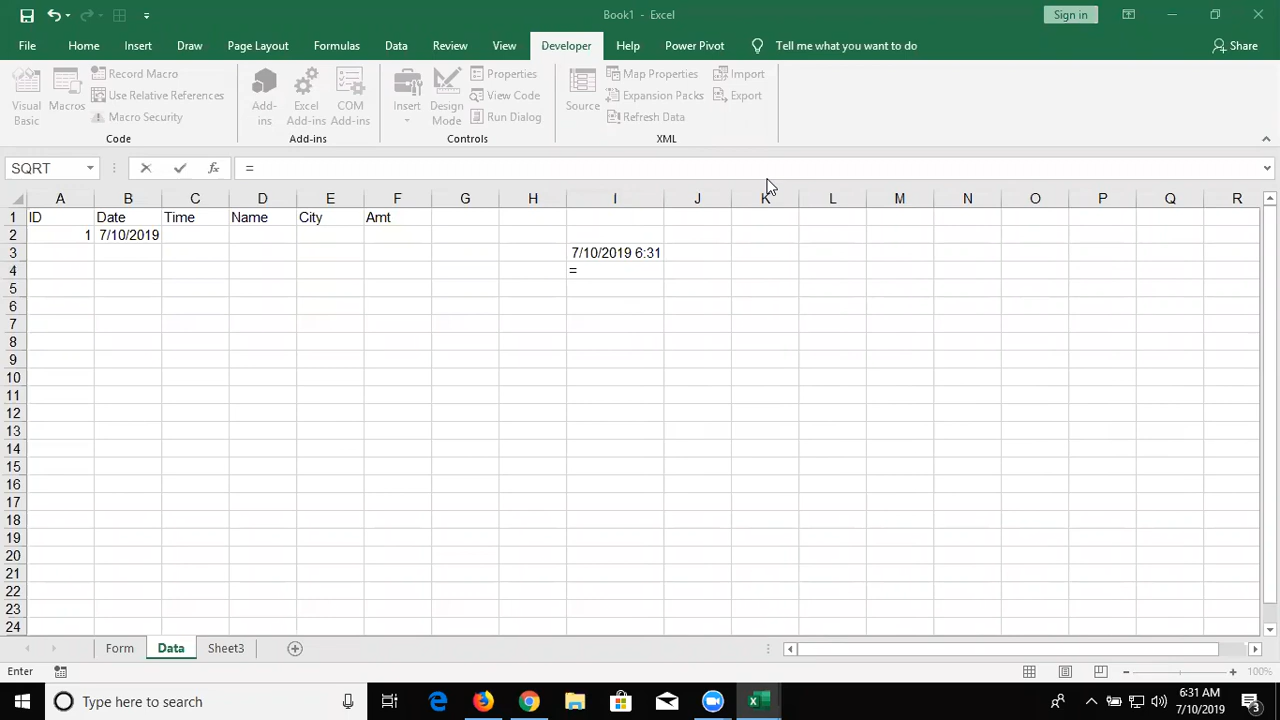 Book1 - Excel
Sign in
File Home Insert Draw Page Layout Formulas Data Review View Developer Help Power Pivot Tell me what you want to do Share
Visual Basic
Macros
Record Macro
Use Relative References
Macro Security
Code
Add-ins
Excel Add-ins
COM Add-ins
Add-ins
Insert
Design Mode
Properties
View Code
Run Dialog
Controls
Source
Map Properties
Expansion Packs
Refresh Data
Import
Export
XML
SQRT fx =
A B C D E F G H I J K L M N O P Q R
1 ID Date Time Name City Amt
2 1 7/10/2019
3 7/10/2019 6:31
4 =
5
6
7
8
9
10
11
12
13
14
15
16
17
18
19
20
21
22
23
24
Form Data Sheet3
Enter 100%
Type here to search
6:31 AM
7/10/2019
3